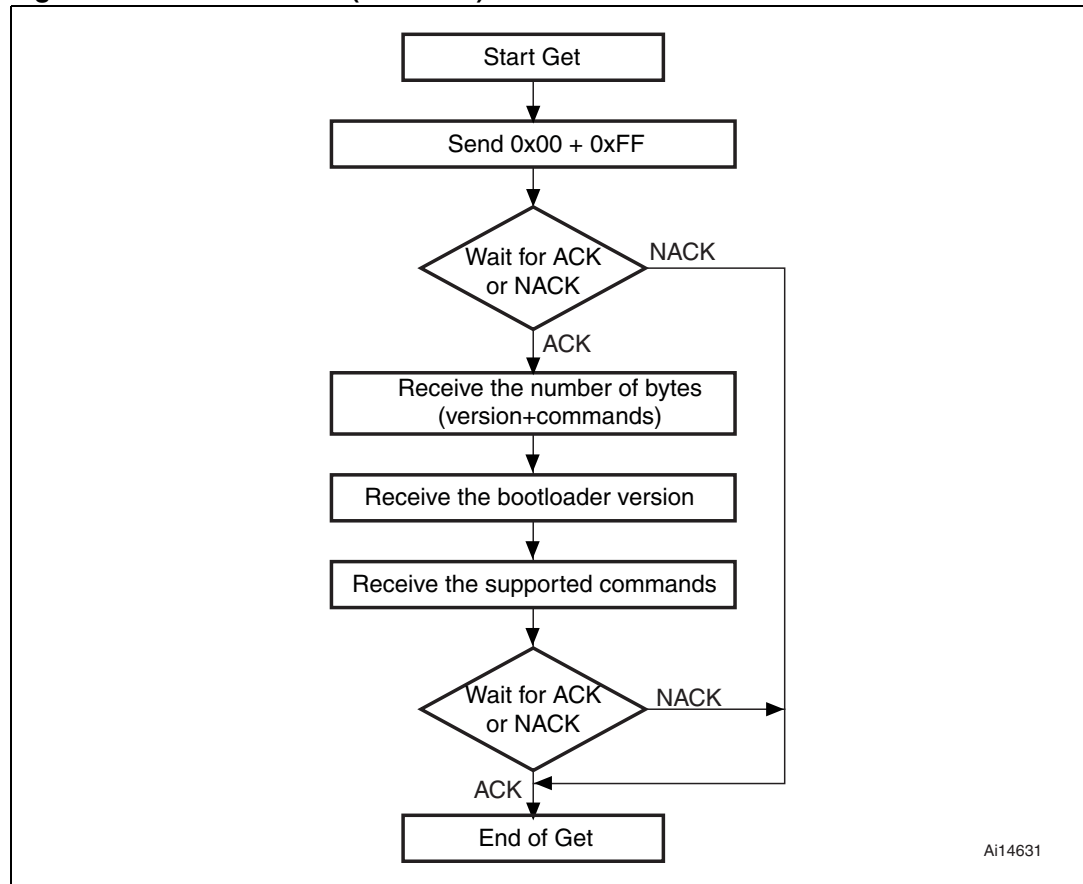 Start Get
Send 0x00 + 0xFF
Wait for ACK
or NACK
NACK
ACK
Receive the number of bytes
(version+commands)
Receive the bootloader version
Receive the supported commands
Wait for ACK
or NACK
NACK
ACK
End of Get
Ai14631